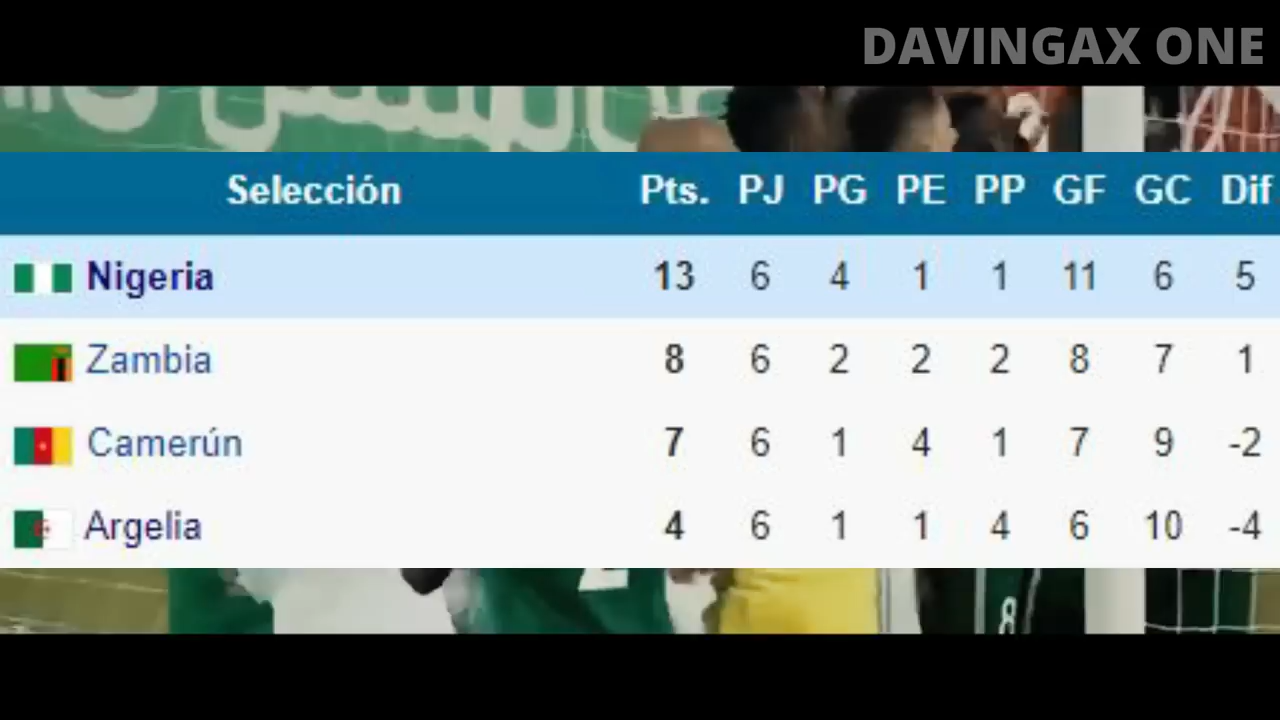 DAVINGAX ONE
Selección Pts. PJ PG PE PP GF GC Dif
Nigeria 13 6 4 1 1 11 6 5
Zambia 8 6 2 2 2 8 7 1
Camerún 7 6 1 4 1 7 9 -2
Argelia 4 6 1 1 4 6 10 -4
8